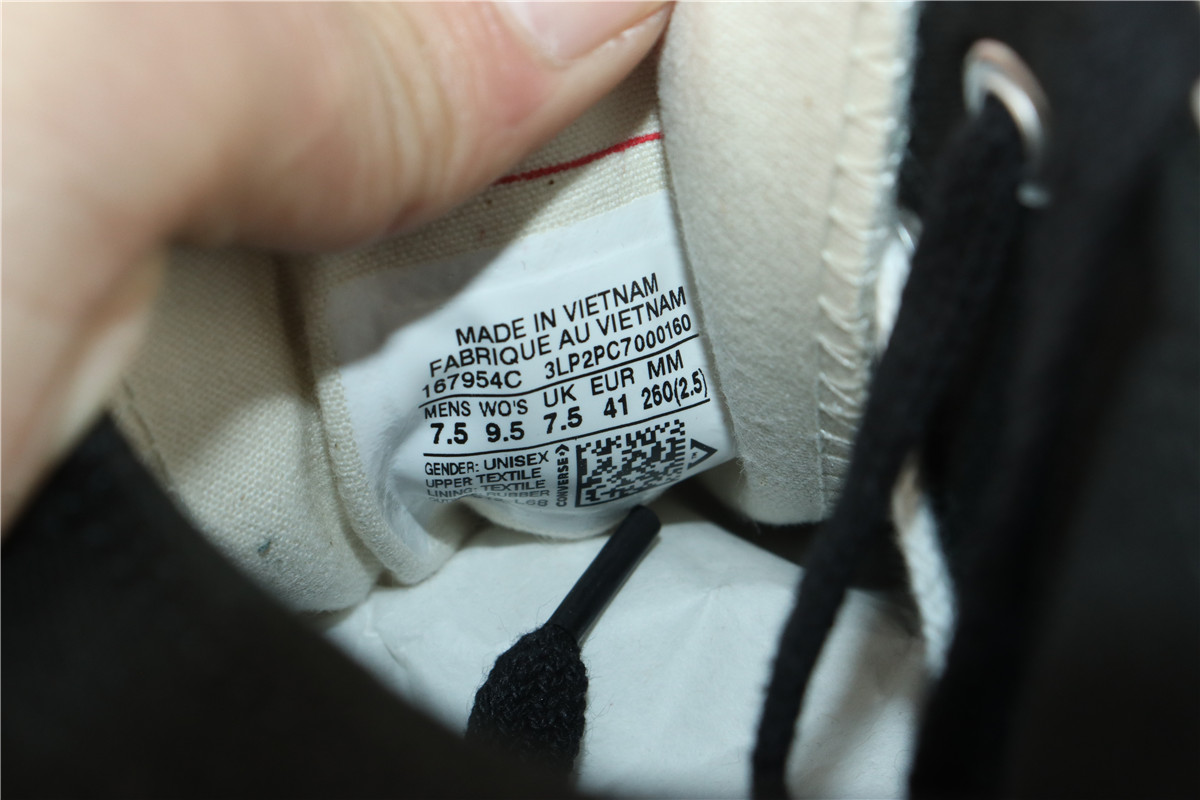 MADE IN VIETNAM
FABRIQUE AU VIETNAM
167954C 3LP2PC7000160
MENS WO'S UK EUR MM
7.5 9.5 7.5 41 260(2.5)
GENDER: UNISEX
UPPER TEXTILE
LINING: TEXTILE
RUBBER
CONVERSE